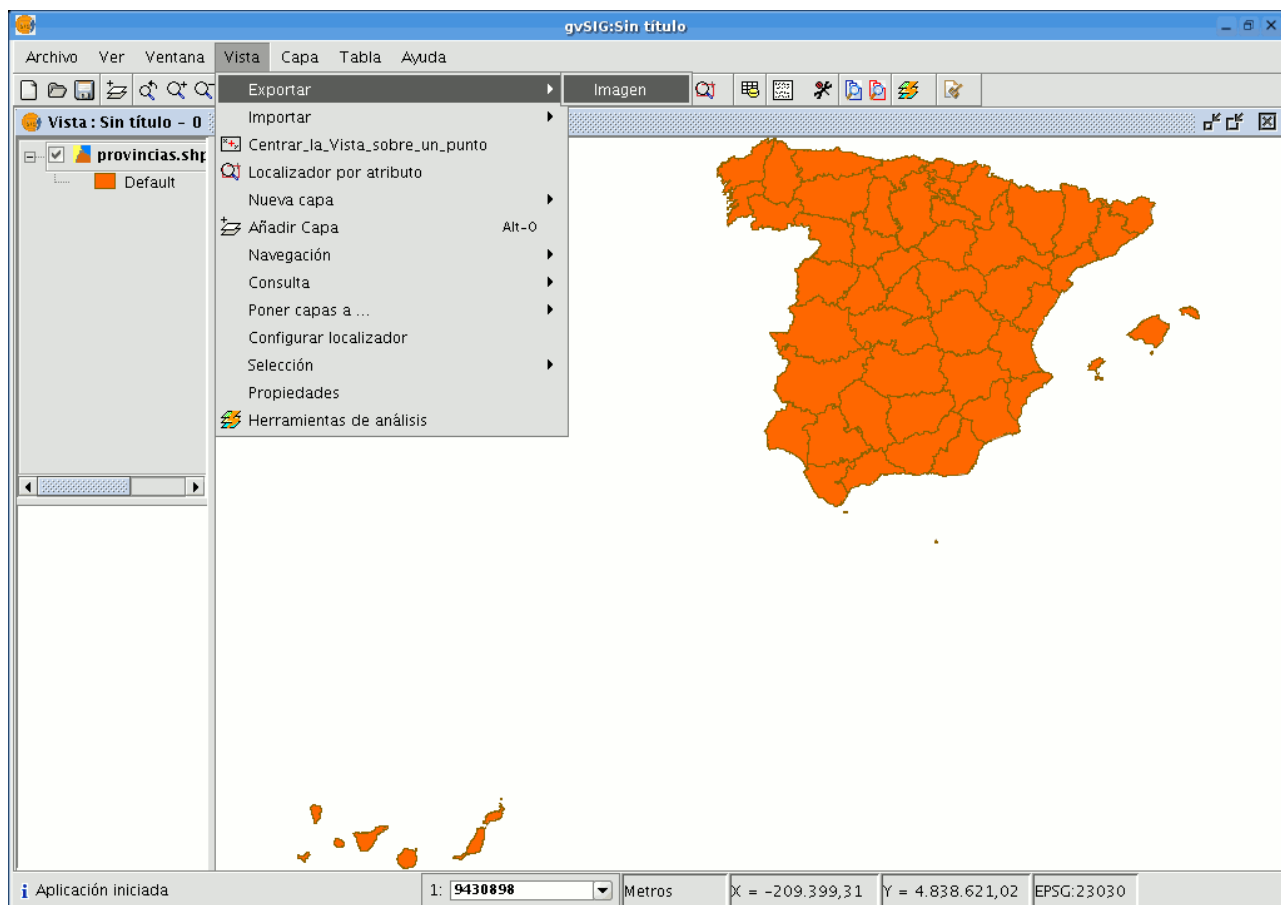 gvSIG:Sin título
Archivo Ver Ventana Vista Capa Tabla Ayuda
Exportar
Imagen
Importar
Vista : Sin título - 0
Centrar_la_Vista_sobre_un_punto
provincias.shp
Localizador por atributo
Default
Nueva capa
Añadir Capa Alt-O
Navegación
Consulta
Poner capas a ...
Configurar localizador
Selección
Propiedades
Herramientas de análisis
Aplicación iniciada
1: 9430898
Metros
X = -209.399,31
Y = 4.838.621,02
EPSG:23030